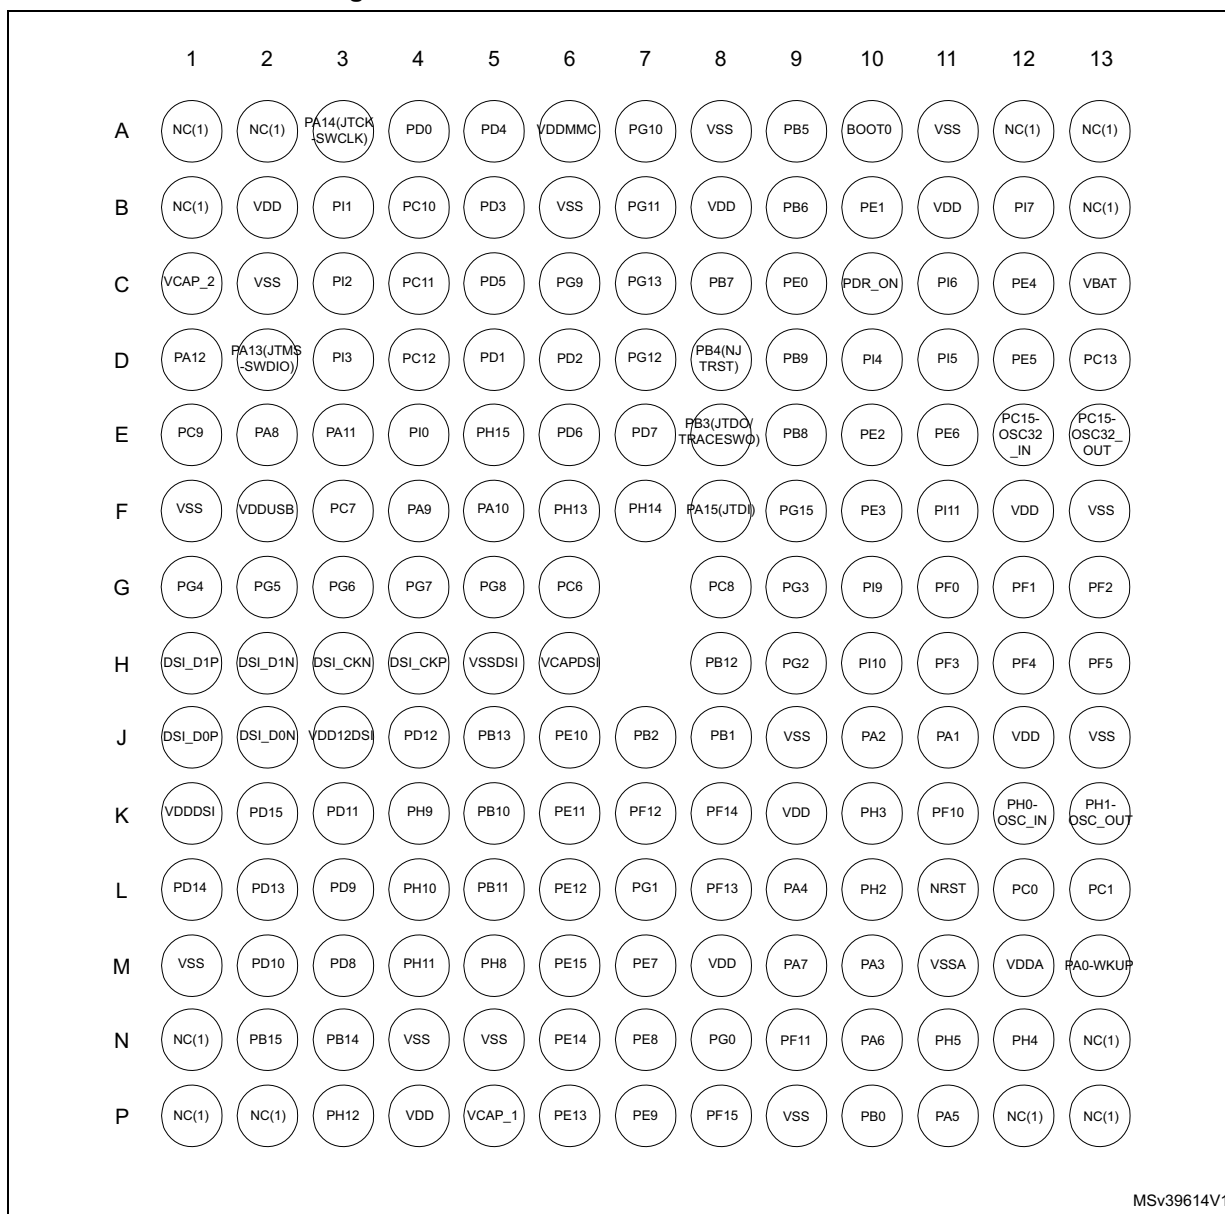 1 2 3 4 5 6 7 8 9 10 11 12 13
A NC(1) NC(1) PA14(JTCK
-SWCLK) PD0 PD4 VDDMMC PG10 VSS PB5 BOOT0 VSS NC(1) NC(1)
B NC(1) VDD PI1 PC10 PD3 VSS PG11 VDD PB6 PE1 VDD PI7 NC(1)
C VCAP_2 VSS PI2 PC11 PD5 PG9 PG13 PB7 PE0 PDR_ON PI6 PE4 VBAT
D PA12 PA13(JTMS
-SWDIO) PI3 PC12 PD1 PD2 PG12 PB4(NJ
TRST) PB9 PI4 PI5 PE5 PC13
E PC9 PA8 PA11 PI0 PH15 PD6 PD7 PB3(JTDO/
TRACESWO) PB8 PE2 PE6 PC15-
OSC32
_IN PC15-
OSC32_
OUT
F VSS VDDUSB PC7 PA9 PA10 PH13 PH14 PA15(JTDI) PG15 PE3 PI11 VDD VSS
G PG4 PG5 PG6 PG7 PG8 PC6 PC8 PG3 PI9 PF0 PF1 PF2
H DSI_D1P DSI_D1N DSI_CKN DSI_CKP VSSDSI VCAPDSI PB12 PG2 PI10 PF3 PF4 PF5
J DSI_D0P DSI_D0N VDD12DSI PD12 PB13 PE10 PB2 PB1 VSS PA2 PA1 VDD VSS
K VDDDSI PD15 PD11 PH9 PB10 PE11 PF12 PF14 VDD PH3 PF10 PH0-
OSC_IN PH1-
OSC_OUT
L PD14 PD13 PD9 PH10 PB11 PE12 PG1 PF13 PA4 PH2 NRST PC0 PC1
M VSS PD10 PD8 PH11 PH8 PE15 PE7 VDD PA7 PA3 VSSA VDDA PA0-WKUP
N NC(1) PB15 PB14 VSS VSS PE14 PE8 PG0 PF11 PA6 PH5 PH4 NC(1)
P NC(1) NC(1) PH12 VDD VCAP_1 PE13 PE9 PF15 VSS PB0 PA5 NC(1) NC(1)
MSv39614V1